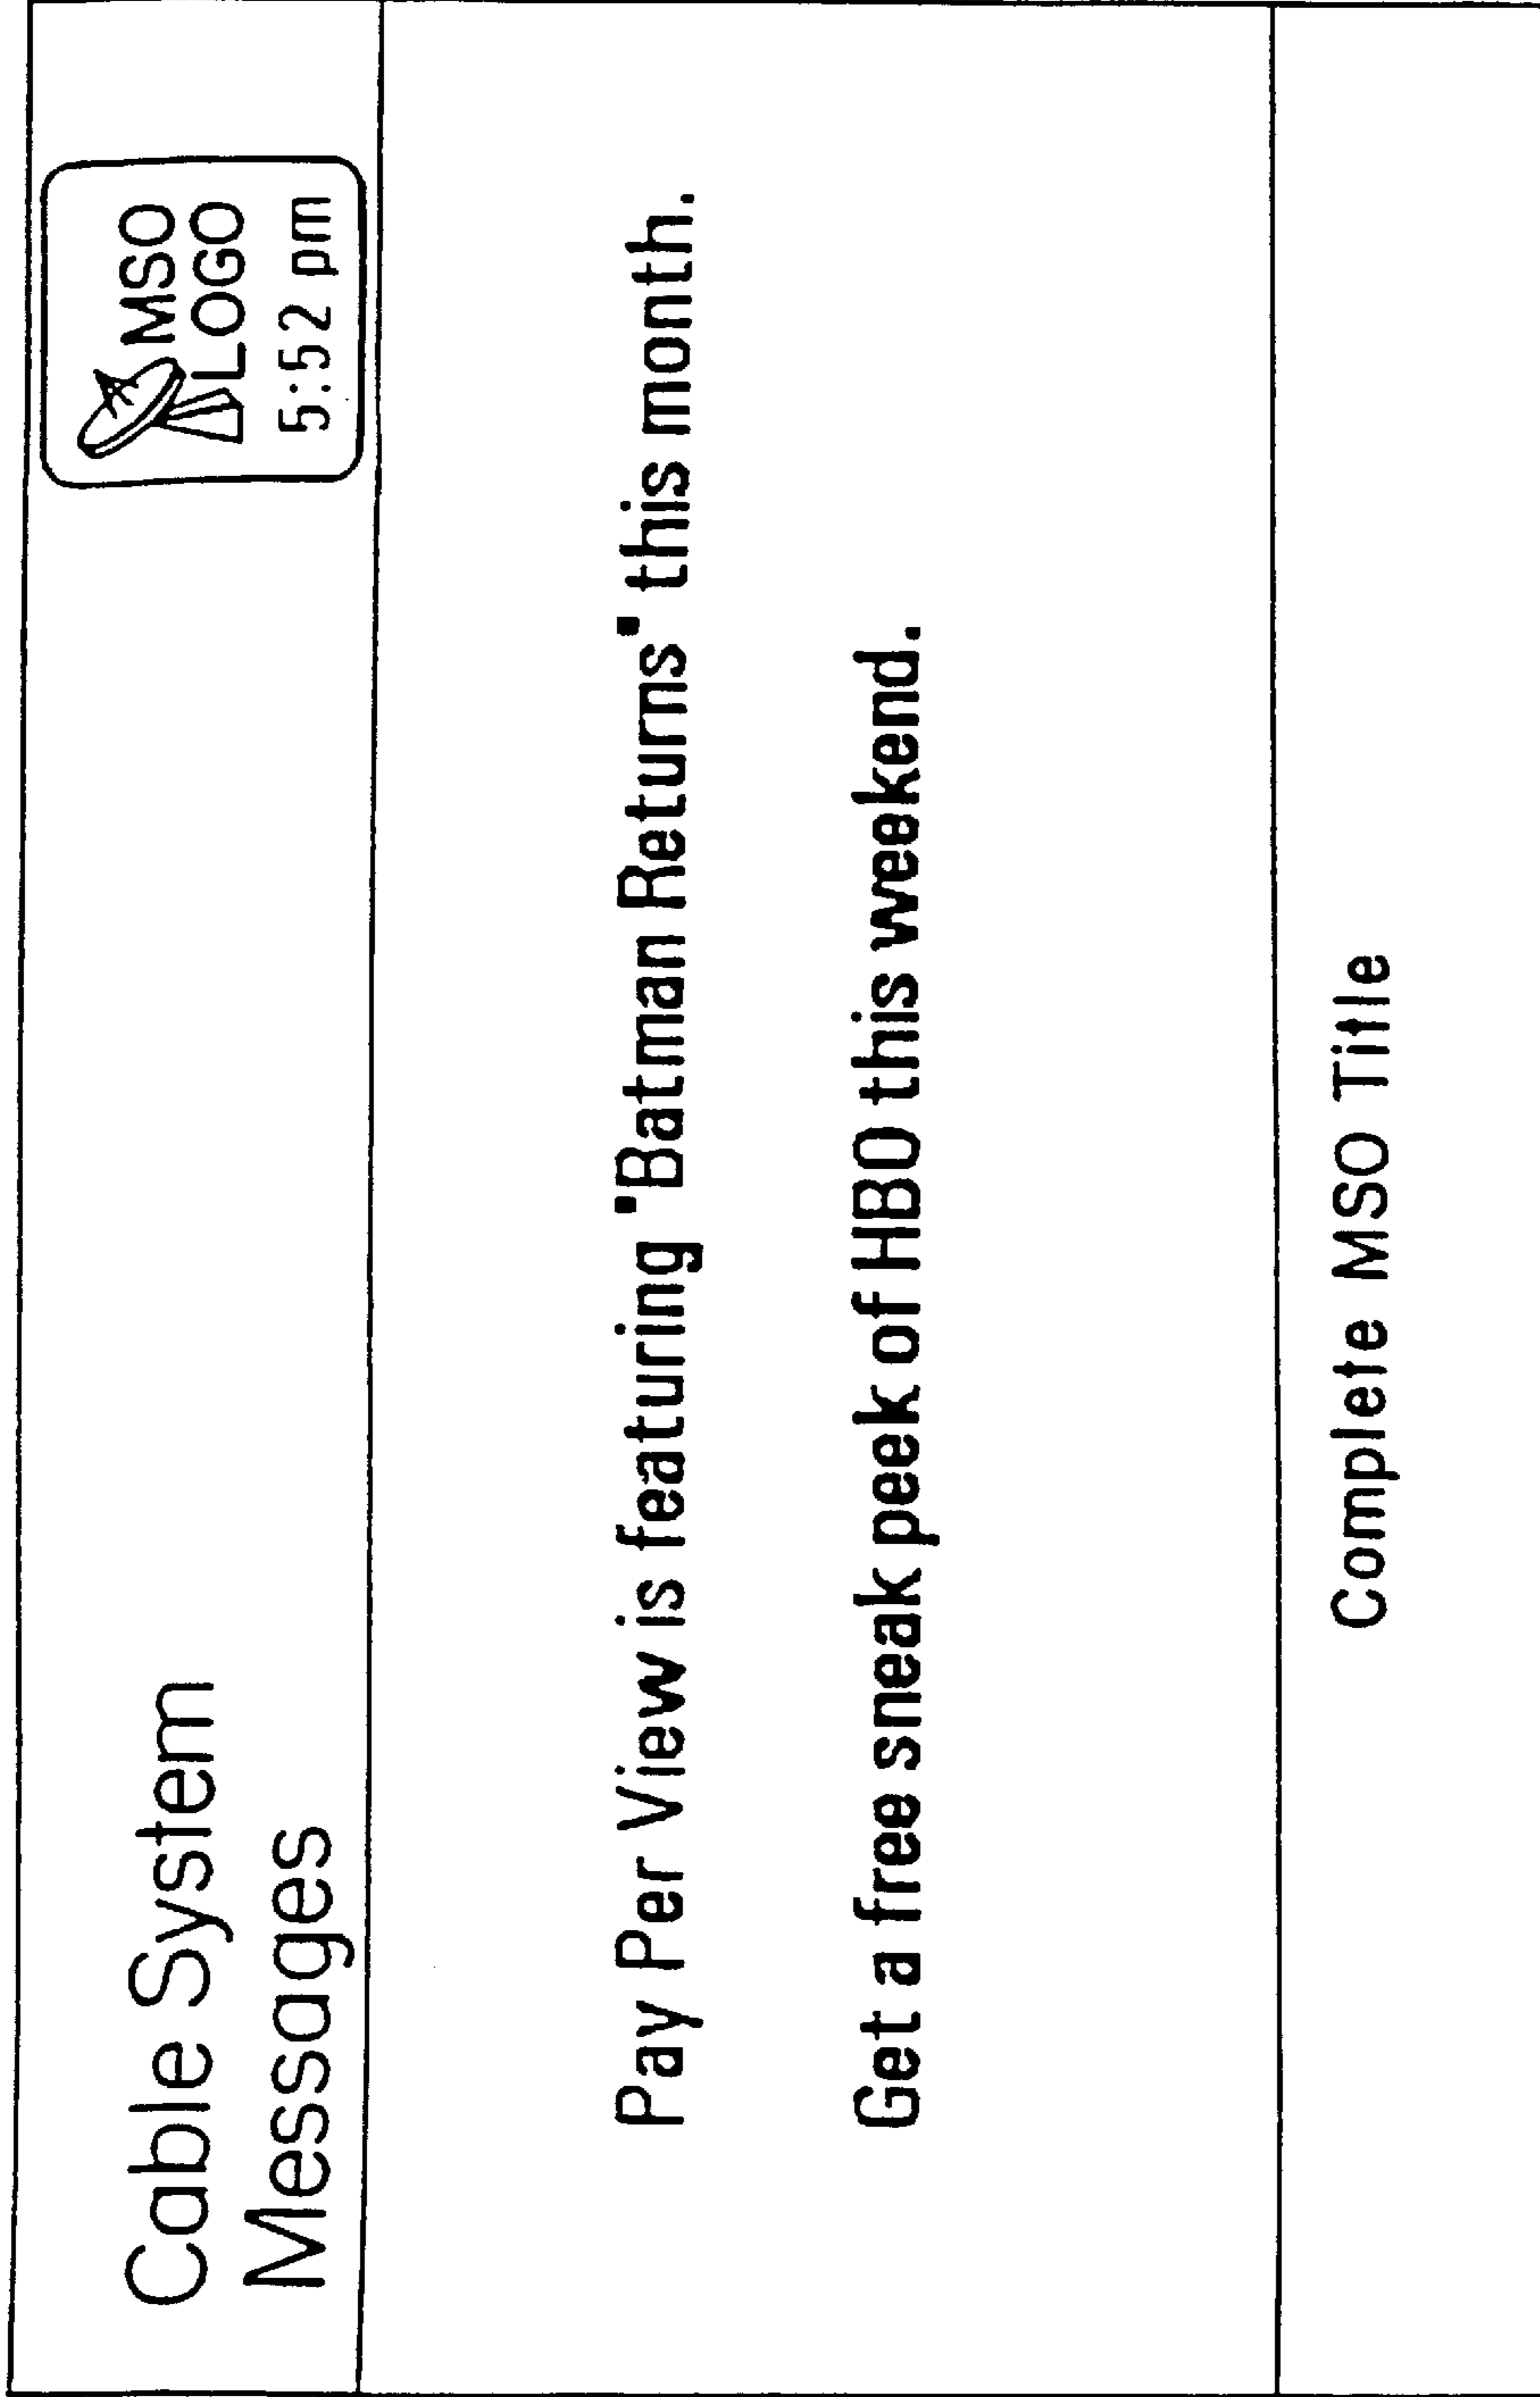 Cable System
Messages
MSO
LOGO
5:52 pm
Pay Per View is featuring "Batman Returns" this month.
Get a free sneak peek of HBO this weekend.
Complete MSO Title